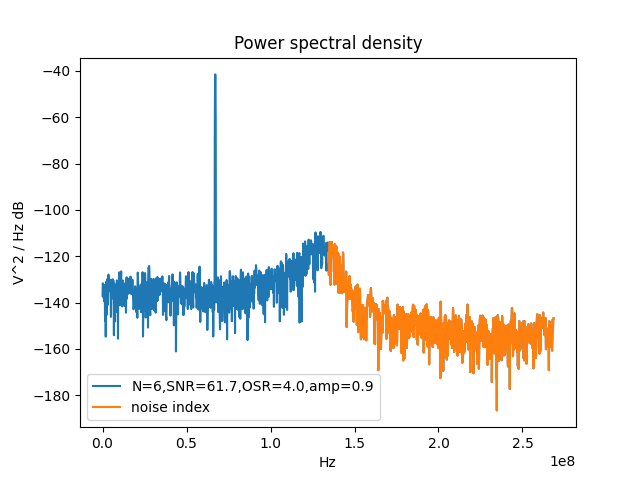 Power spectral density
V^2 / Hz dB
−40
−60
−80
−100
−120
−140
−160
−180
N=6,SNR=61.7,OSR=4.0,amp=0.9
noise index
0.0 0.5 1.0 1.5 2.0 2.5
1e8
Hz